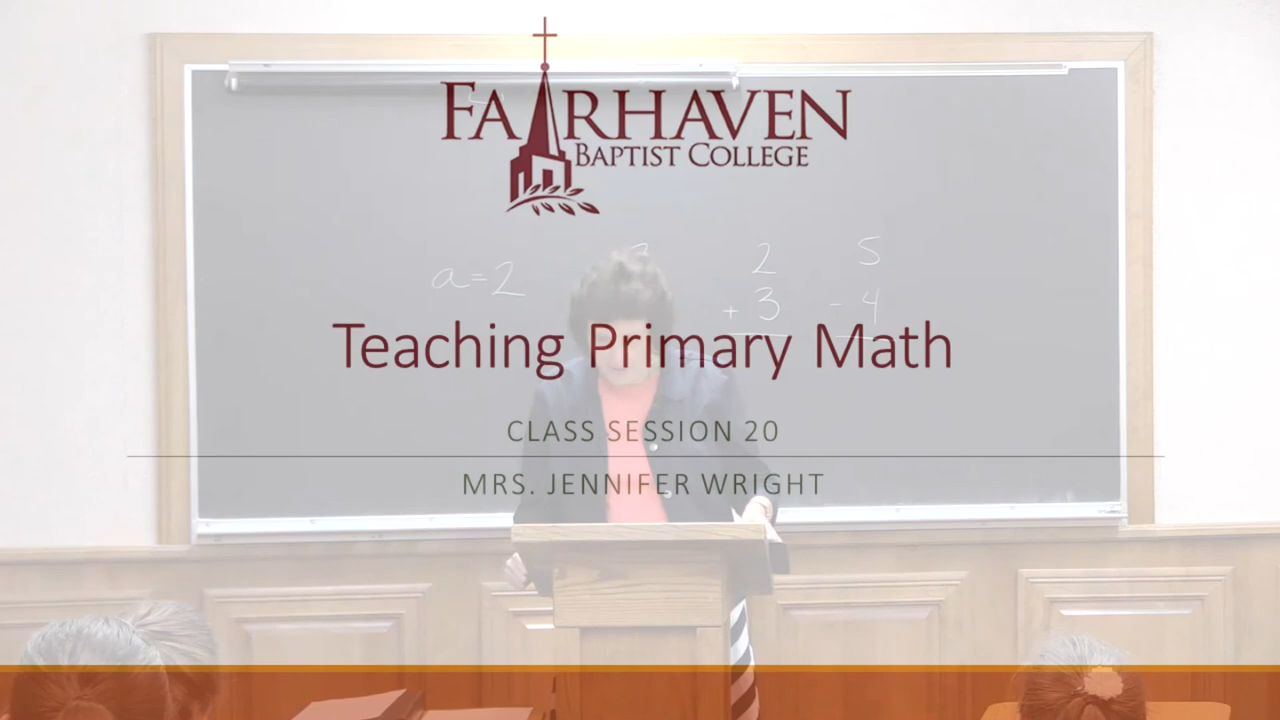 FAIRHAVEN
BAPTIST COLLEGE
a=2
2
+ 3
5
- 4
Teaching Primary Math
CLASS SESSION 20
MRS. JENNIFER WRIGHT